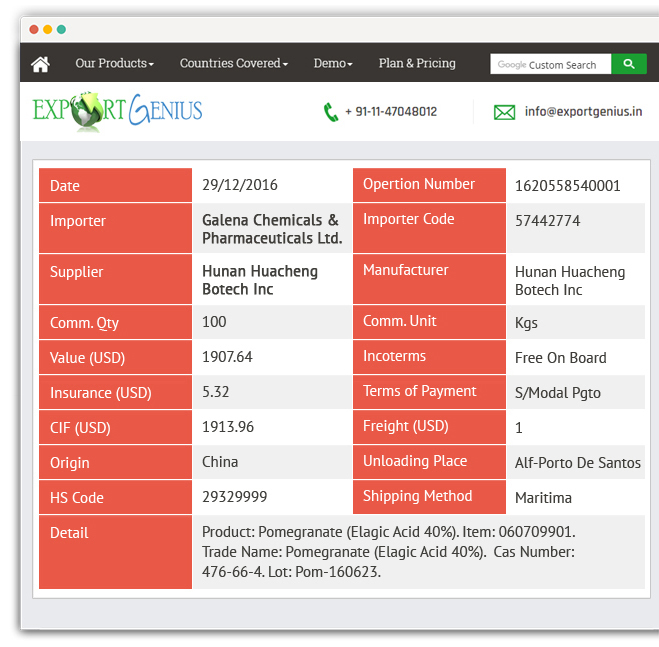 Our Products Countries Covered Demo Plan & Pricing Google Custom Search
EXPORT GENIUS + 91-11-47048012 info@exportgenius.in
Date 29/12/2016 Opertion Number 1620558540001
Importer Galena Chemicals & Pharmaceuticals Ltd. Importer Code 57442774
Supplier Hunan Huacheng Botech Inc Manufacturer Hunan Huacheng Botech Inc
Comm. Qty 100 Comm. Unit Kgs
Value (USD) 1907.64 Incoterms Free On Board
Insurance (USD) 5.32 Terms of Payment S/Modal Pgto
CIF (USD) 1913.96 Freight (USD) 1
Origin China Unloading Place Alf-Porto De Santos
HS Code 29329999 Shipping Method Maritima
Detail Product: Pomegranate (Elagic Acid 40%). Item: 060709901.
Trade Name: Pomegranate (Elagic Acid 40%). Cas Number:
476-66-4. Lot: Pom-160623.